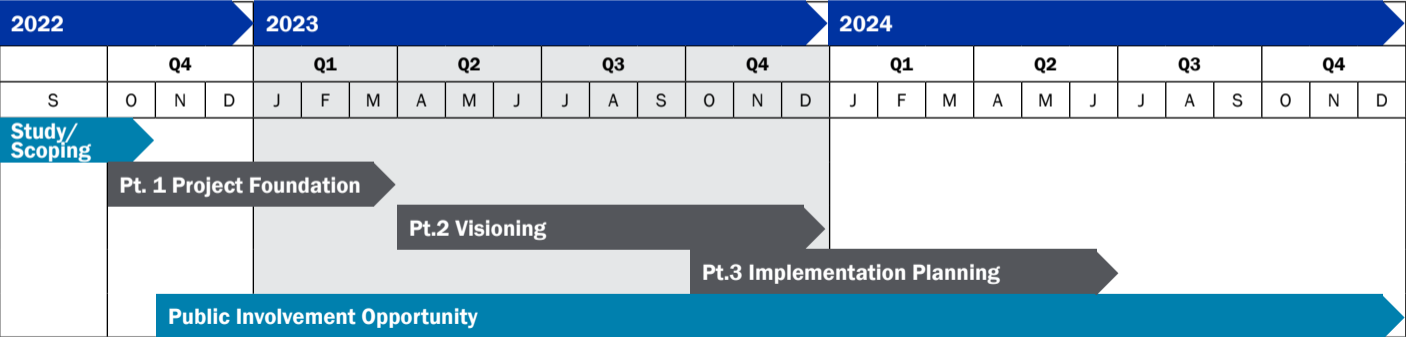 2022 2023 2024
Q4 Q1 Q2 Q3 Q4 Q1 Q2 Q3 Q4
S O N D J F M A M J J A S O N D J F M A M J J A S O N D
Study/
Scoping
Pt. 1 Project Foundation
Pt.2 Visioning
Pt.3 Implementation Planning
Public Involvement Opportunity